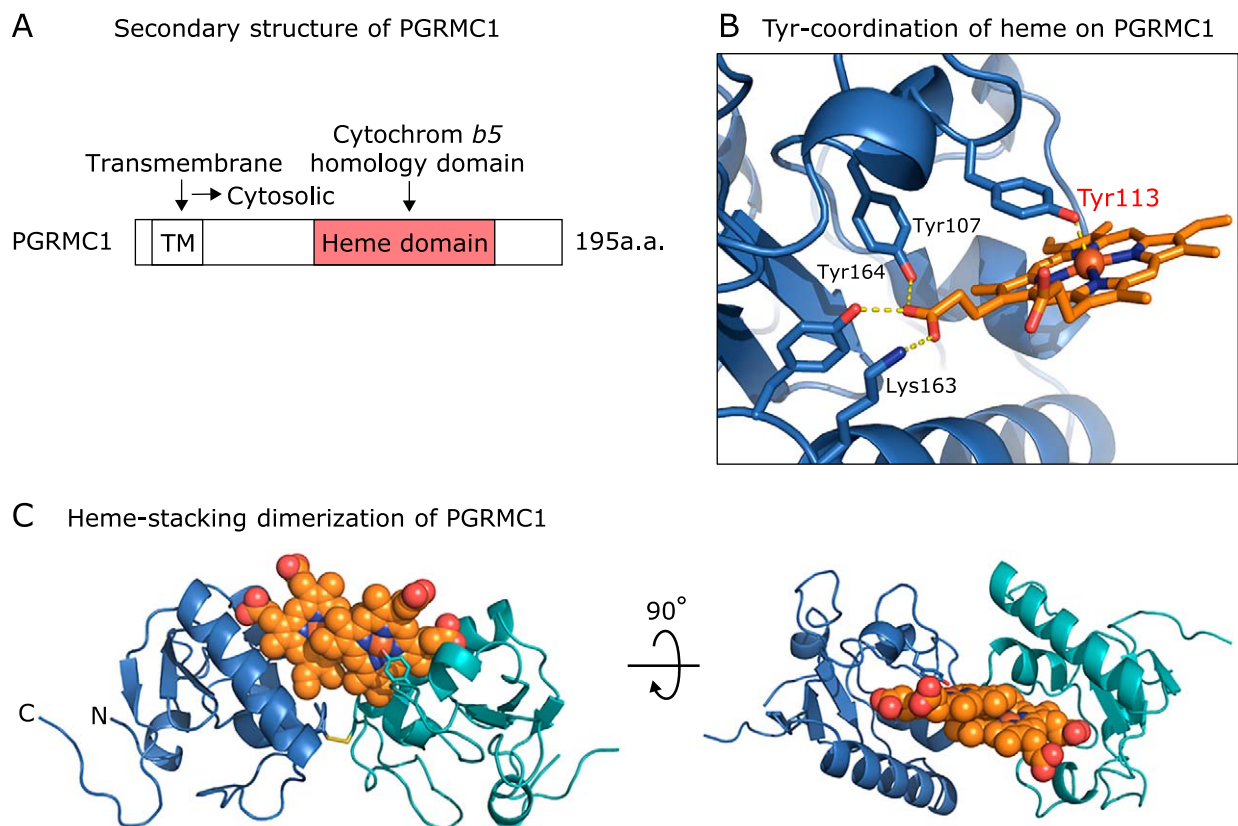 A Secondary structure of PGRMC1
Cytochrom b5
homology domain
Transmembrane
Cytosolic
PGRMC1
TM
Heme domain
195a.a.
B Tyr-coordination of heme on PGRMC1
Tyr113
Tyr107
Tyr164
Lys163
C Heme-stacking dimerization of PGRMC1
90°
C
N